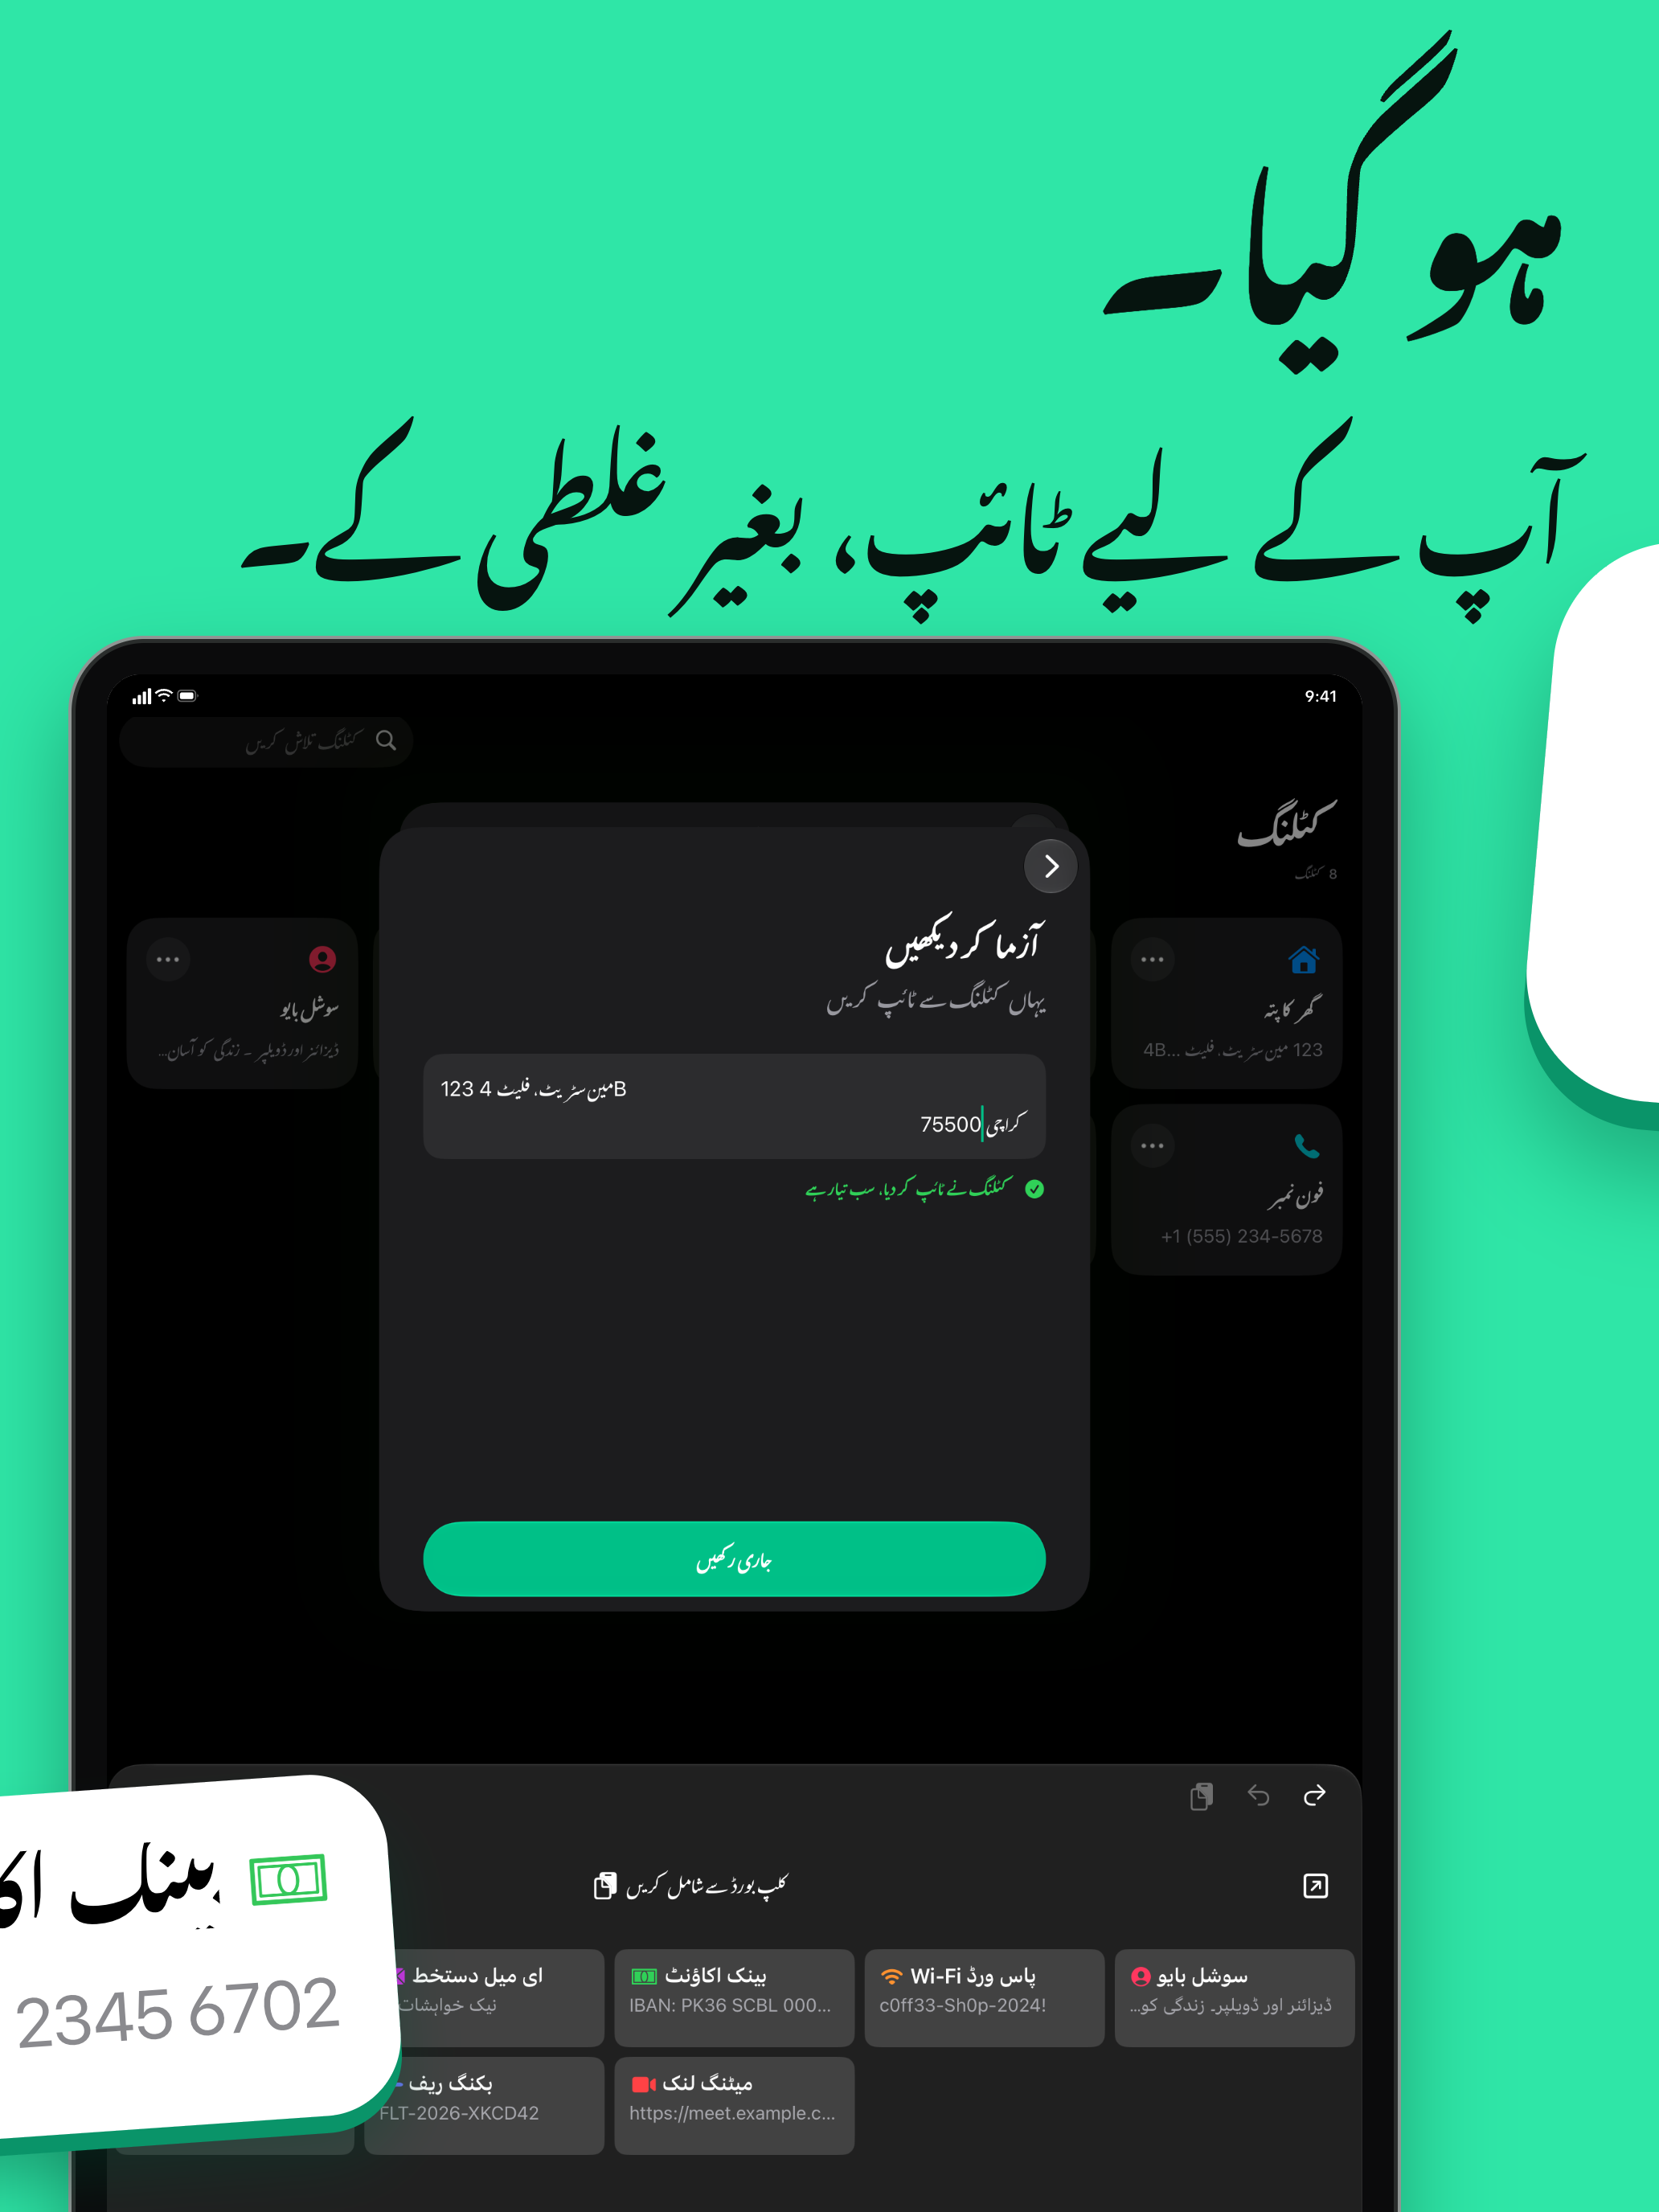 ہو گیا۔
آپ کے لیے ٹائپ، بغیر غلطی کے۔
9:41
کٹلنگ تلاش کریں
کٹلنگ
8 کٹلنگ
آزما کر دیکھیں
یہاں کٹلنگ سے ٹائپ کریں
123 مین سٹریٹ، فلیٹ 4B
کراچی 75500
کٹلنگ نے ٹائپ کر دیا، سب تیار ہے
جاری رکھیں
گھر کا پتہ
123 مین سٹریٹ، فلیٹ 4B...
سوشل بایو
ڈیزائنر اور ڈویلپر ۔ زندگی کو آسان...
فون نمبر
+1 (555) 234-5678
کلپ بورڈ سے شامل کریں
سوشل بایو
ڈیزائنر اور ڈویلپر۔ زندگی کو...
Wi-Fi پاس ورڈ
c0ff33-Sh0p-2024!
بینک اکاؤنٹ
IBAN: PK36 SCBL 000...
ای میل دستخط
نیک خواہشات
میٹنگ لنک
https://meet.example.c...
بکنگ ریف
FLT-2026-XKCD42
بینک اکا
2345 6702